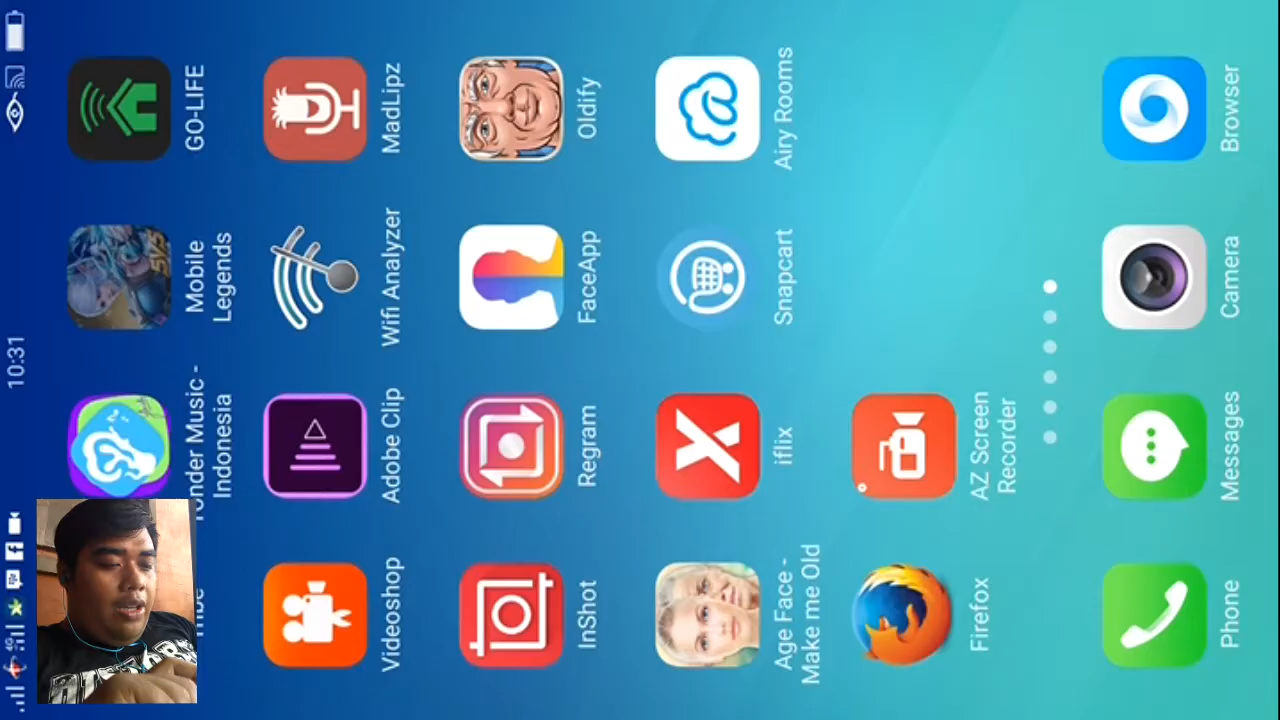 10:31
Yonder Music -
Indonesia
Mobile
Legends
GO-LIFE
Videoshop
Adobe Clip
Wifi Analyzer
MadLipz
InShot
Regram
FaceApp
Oldify
Age Face -
Make me Old
iflix
Snapcart
Airy Rooms
Firefox
AZ Screen
Recorder
Phone
Messages
Camera
Browser